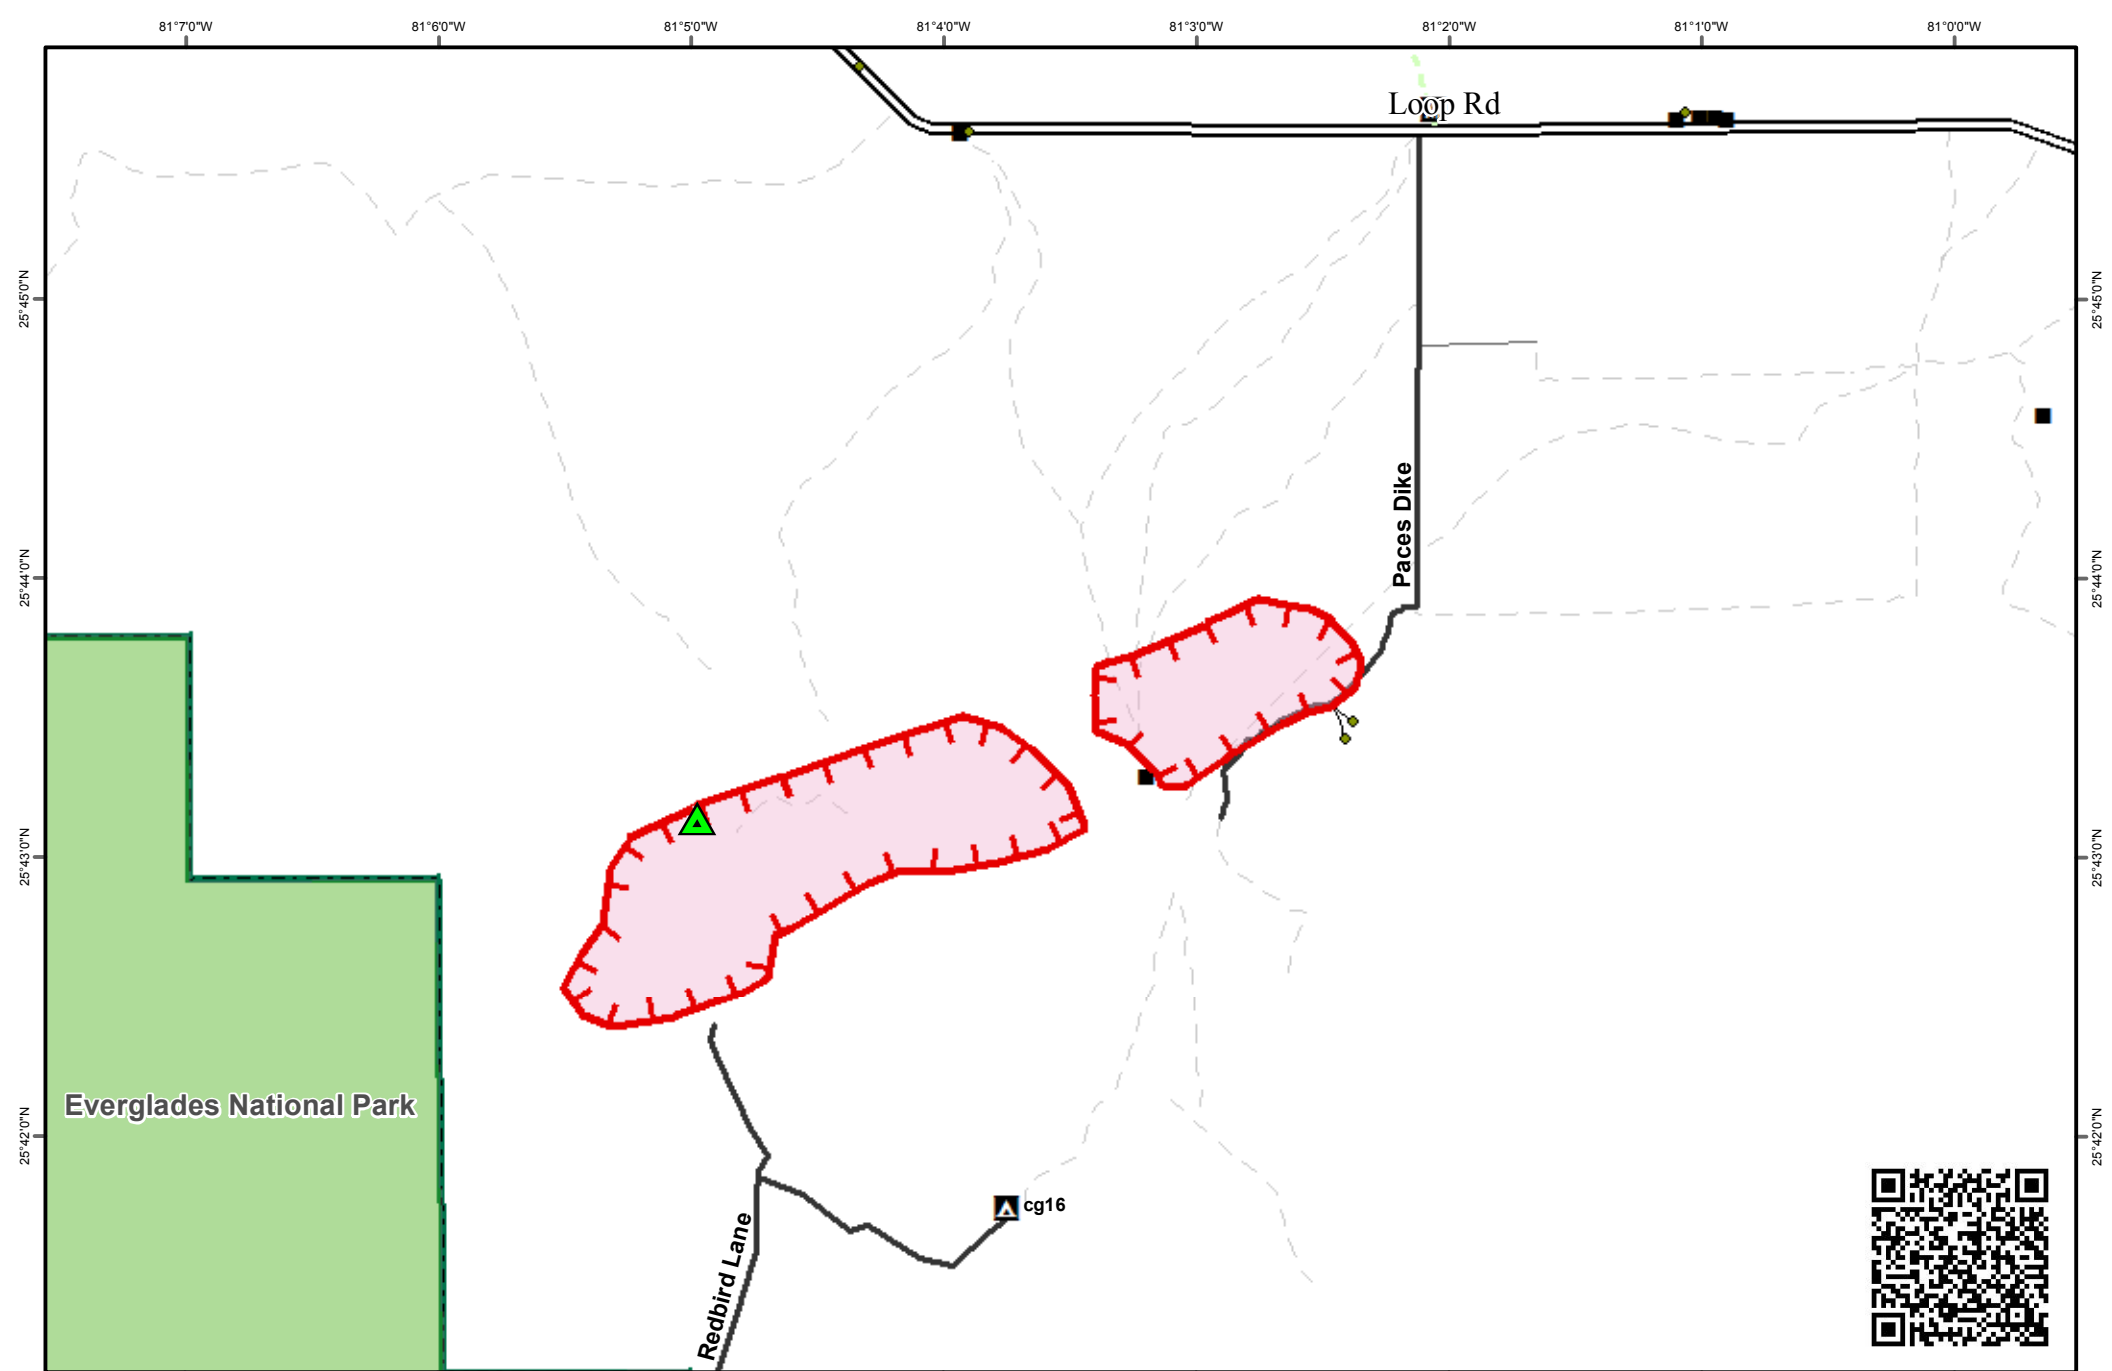 81°7'0"W 81°6'0"W 81°5'0"W 81°4'0"W 81°3'0"W 81°2'0"W 81°1'0"W 81°0'0"W
Loop Rd
25°45'0"N 25°45'0"N
Paces Dike
25°44'0"N 25°44'0"N
25°43'0"N 25°43'0"N
Everglades National Park
25°42'0"N 25°42'0"N
cg16
Redbird Lane